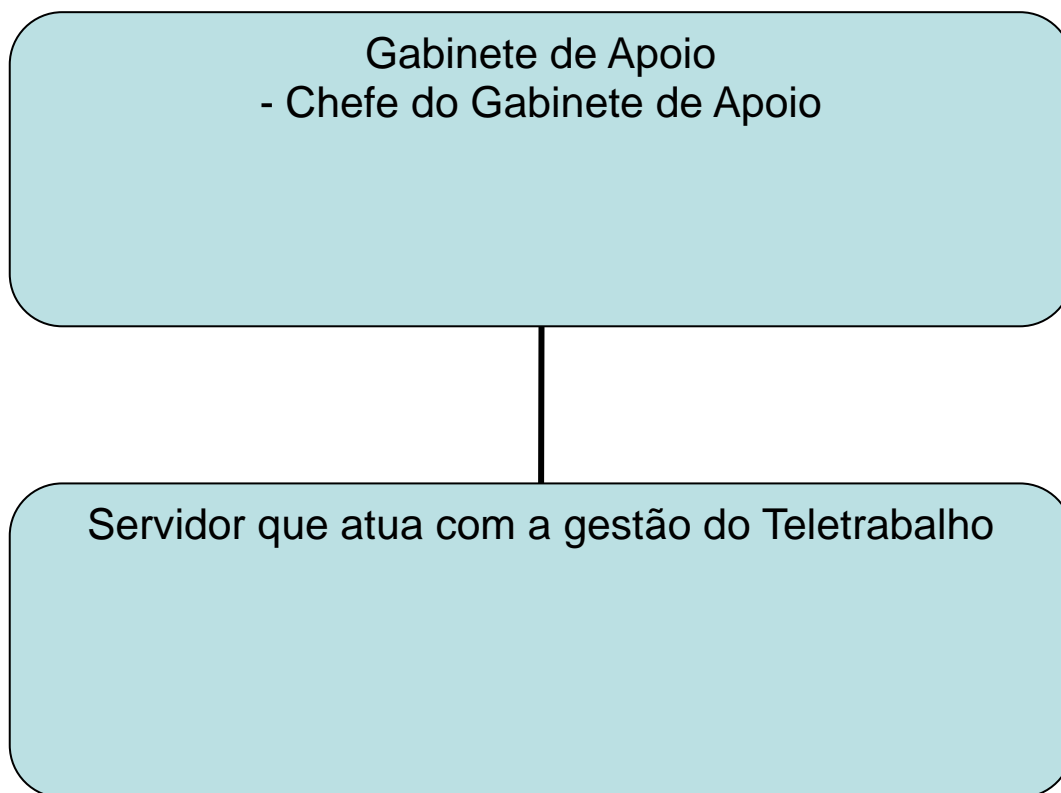 Gabinete de Apoio
- Chefe do Gabinete de Apoio
Servidor que atua com a gestão do Teletrabalho